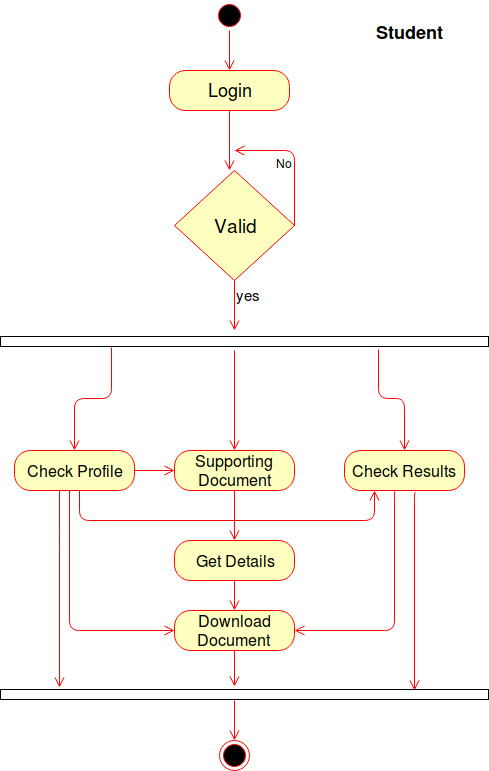 Student
Login
No
Valid
yes
Check Profile
Supporting
Document
Check Results
Get Details
Download
Document